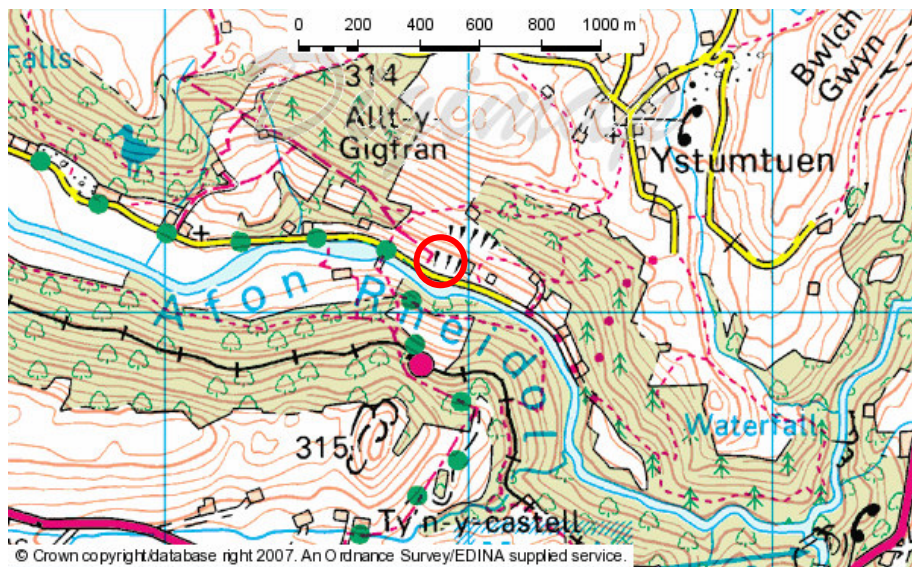 0 200 400 600 800 1000 m
Falls
314
Allt-y-
Gigfran
Bwlch
Gwyn
Ystumtuen
Afon Rheidol
Waterfall
315
Ty'n-y-castell
© Crown copyright/database right 2007. An Ordnance Survey/EDINA supplied service.